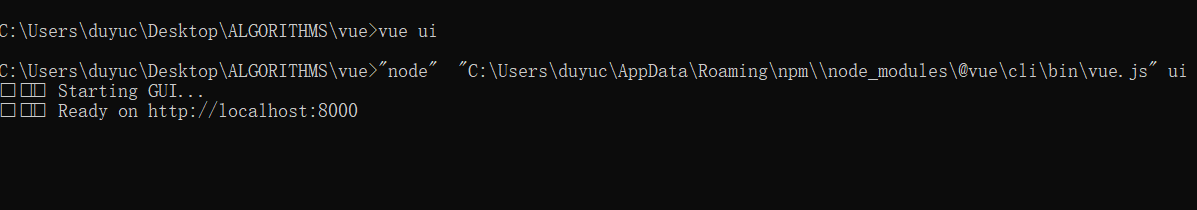 C:\Users\duyuc\Desktop\ALGORITHMS\vue>vue ui
C:\Users\duyuc\Desktop\ALGORITHMS\vue>"node"  "C:\Users\duyuc\AppData\Roaming\npm\\node_modules\@vue\cli\bin\vue.js" ui
□□□□ Starting GUI...
□□□□ Ready on http://localhost:8000